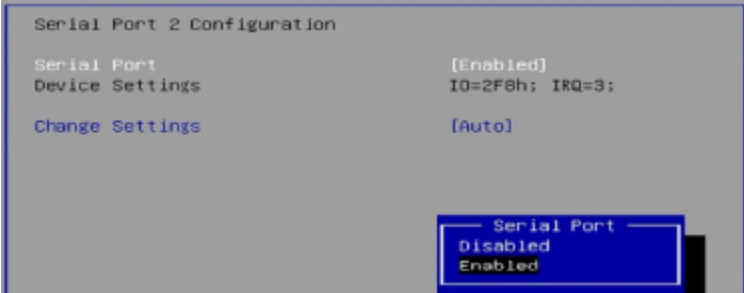 Serial Port 2 Configuration
Serial Port [Enabled]
Device Settings IO=2F8h; IRQ=3;
Change Settings [Auto]
Serial Port
Disabled
Enabled